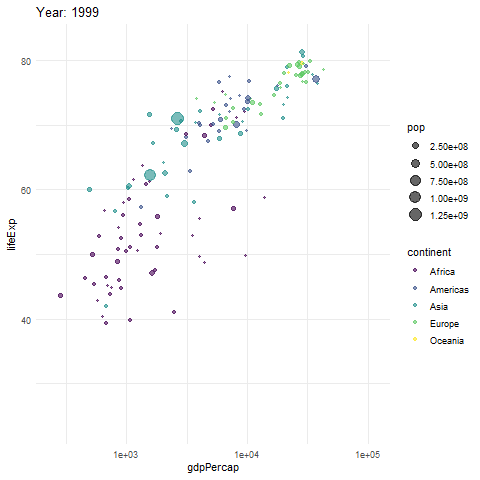 Year: 1999
80
60
40
lifeExp
1e+03
1e+04
1e+05
gdpPercap
pop
2.50e+08
5.00e+08
7.50e+08
1.00e+09
1.25e+09
continent
Africa
Americas
Asia
Europe
Oceania